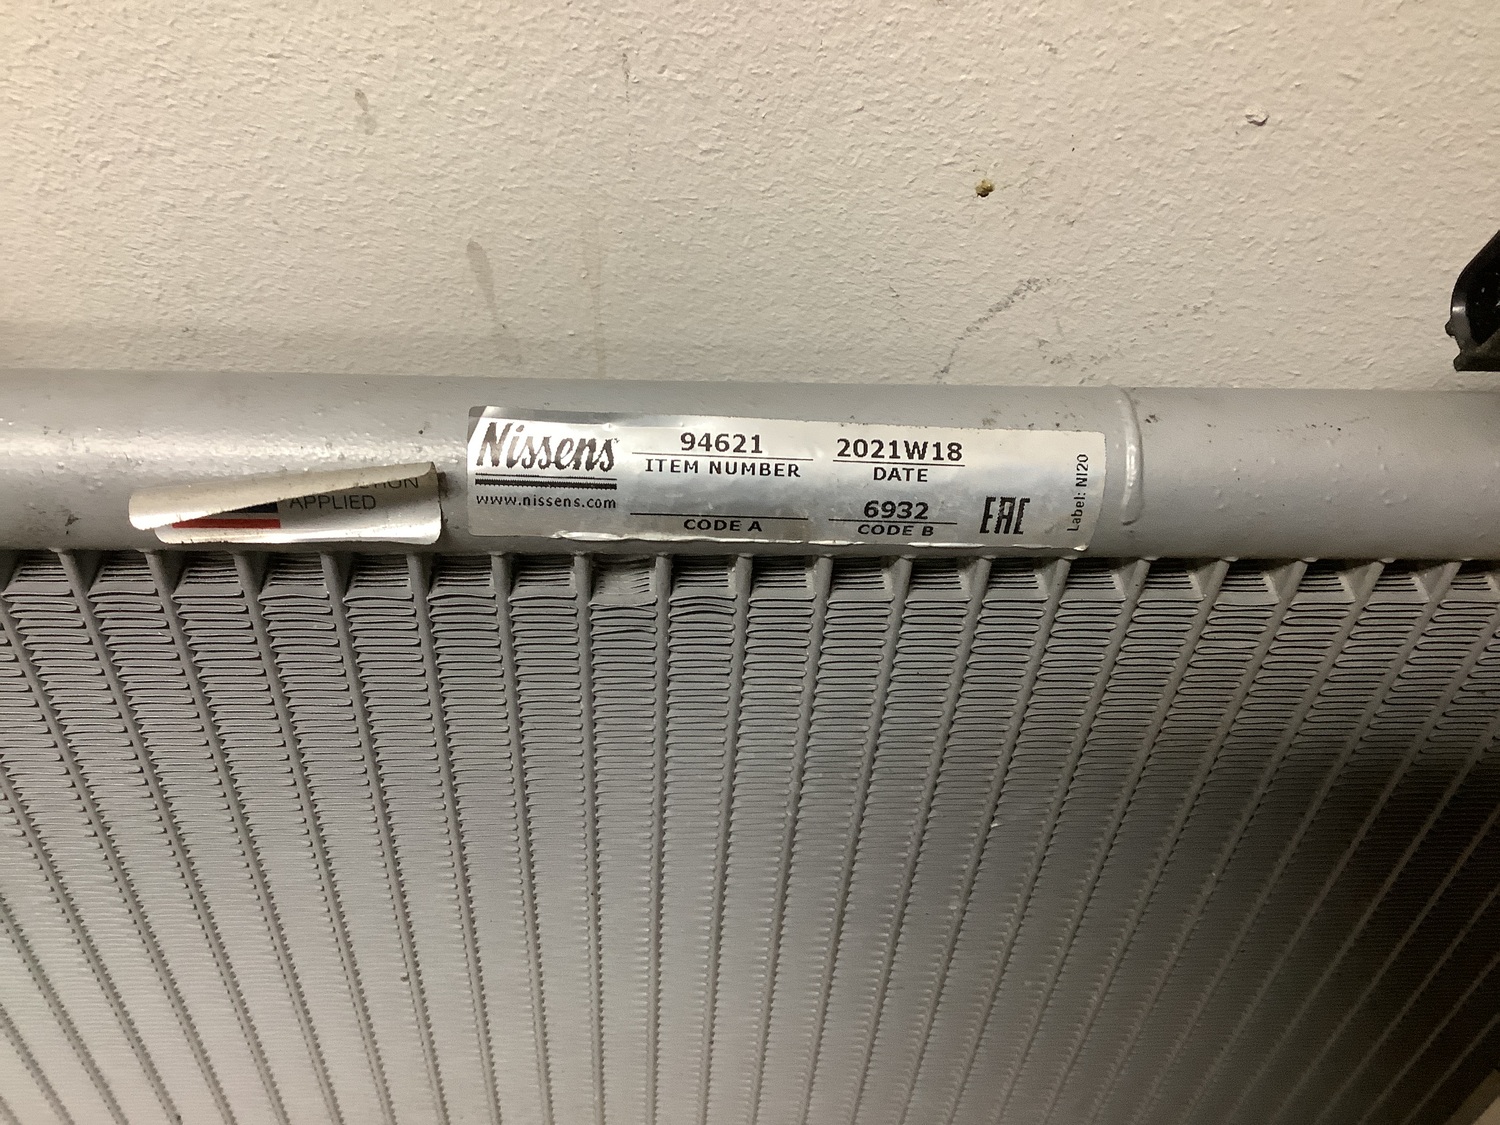 Nissens
www.nissens.com
94621
ITEM NUMBER
CODE A
2021W18
DATE
6932
CODE B
EAC
Label: NI20
APPLIED